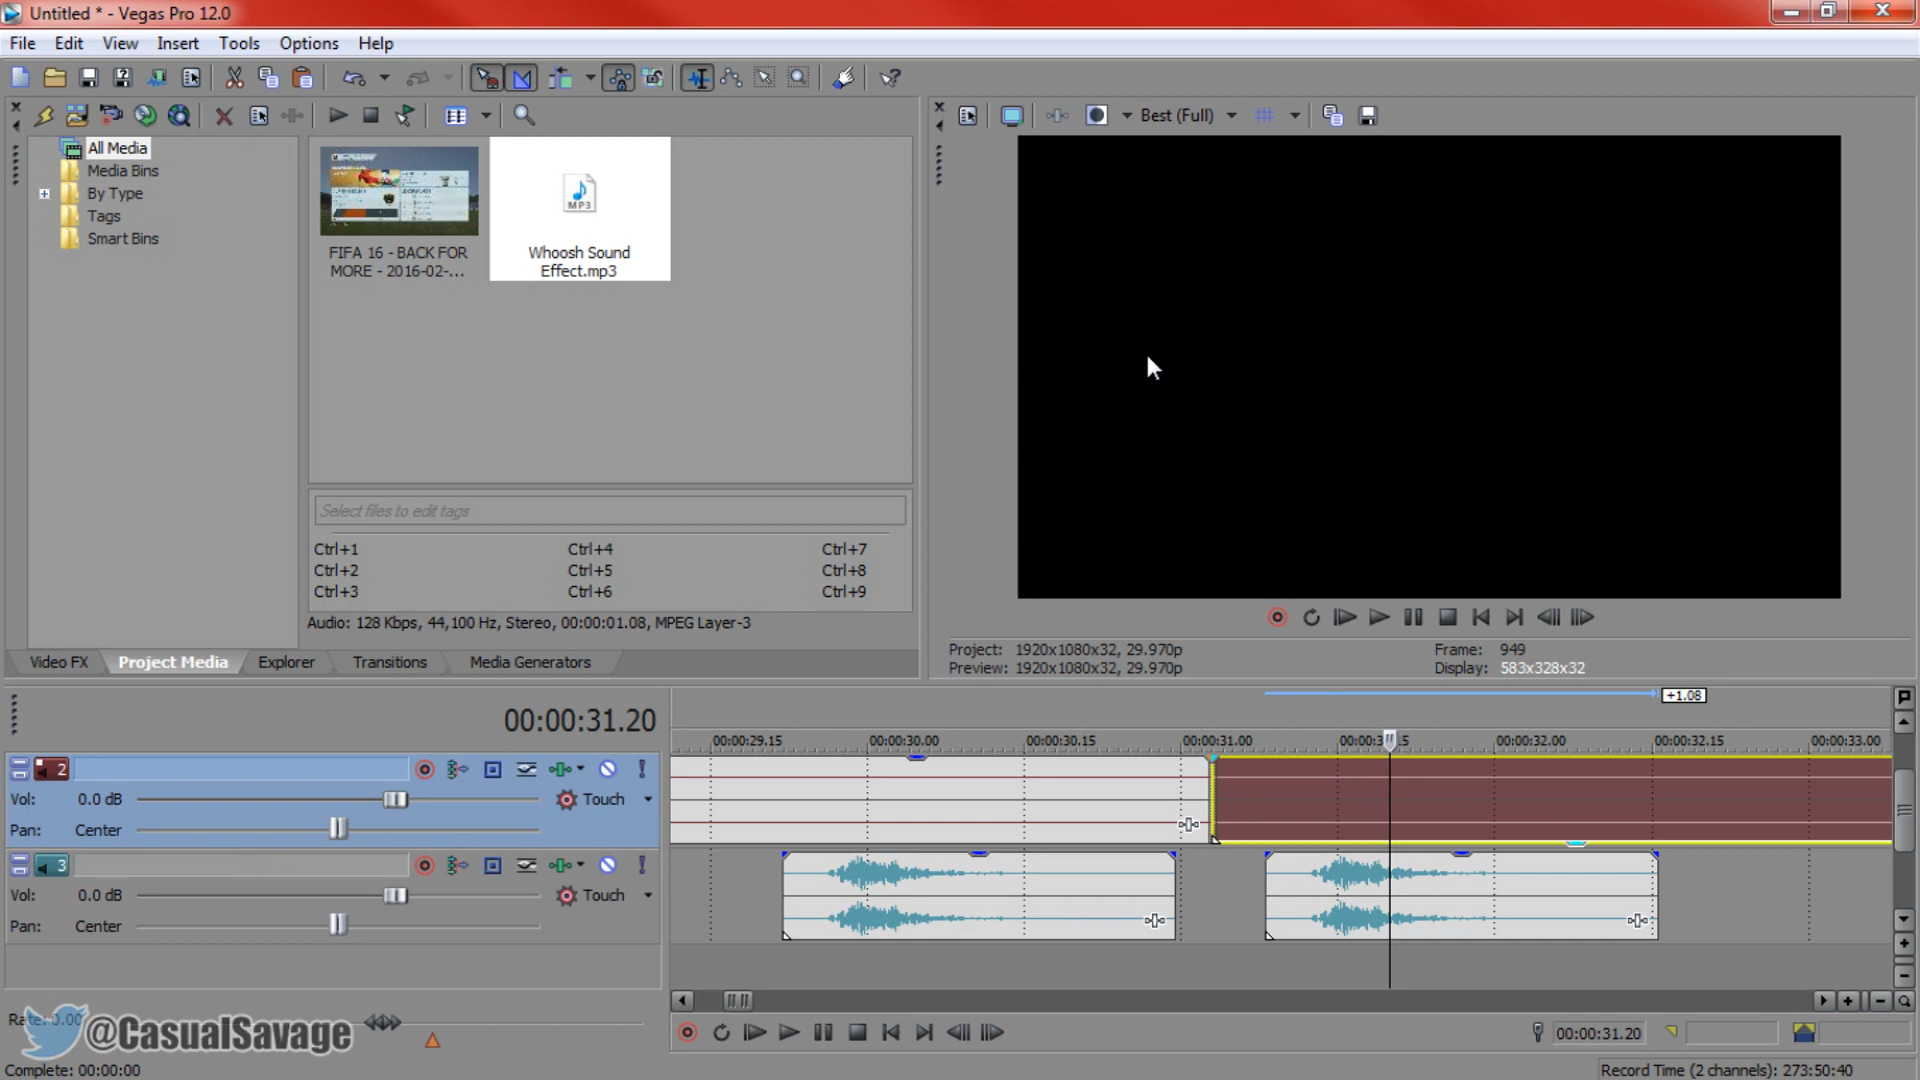 Untitled * - Vegas Pro 12.0
File Edit View Insert Tools Options Help
All Media
Media Bins
By Type
Tags
Smart Bins
MP3
FIFA 16 - BACK FOR
MORE - 2016-02-...
Whoosh Sound
Effect.mp3
Select files to edit tags
Ctrl+1 Ctrl+4 Ctrl+7
Ctrl+2 Ctrl+5 Ctrl+8
Ctrl+3 Ctrl+6 Ctrl+9
Audio: 128 Kbps, 44,100 Hz, Stereo, 00:00:01.08, MPEG Layer-3
Video FX Project Media Explorer Transitions Media Generators
Best (Full)
Project: 1920x1080x32, 29.970p Frame: 949
Preview: 1920x1080x32, 29.970p Display: 583x328x32
+1.08
00:00:31.20
00:00:29.15 00:00:30.00 00:00:30.15 00:00:31.00 00:00:31.15 00:00:32.00 00:00:32.15 00:00:33.00
2
Vol: 0.0 dB Touch
Pan: Center
3
Vol: 0.0 dB Touch
Pan: Center
Rate: 0.00
@CasualSavage
00:00:31.20
Complete: 00:00:00
Record Time (2 channels): 273:50:40